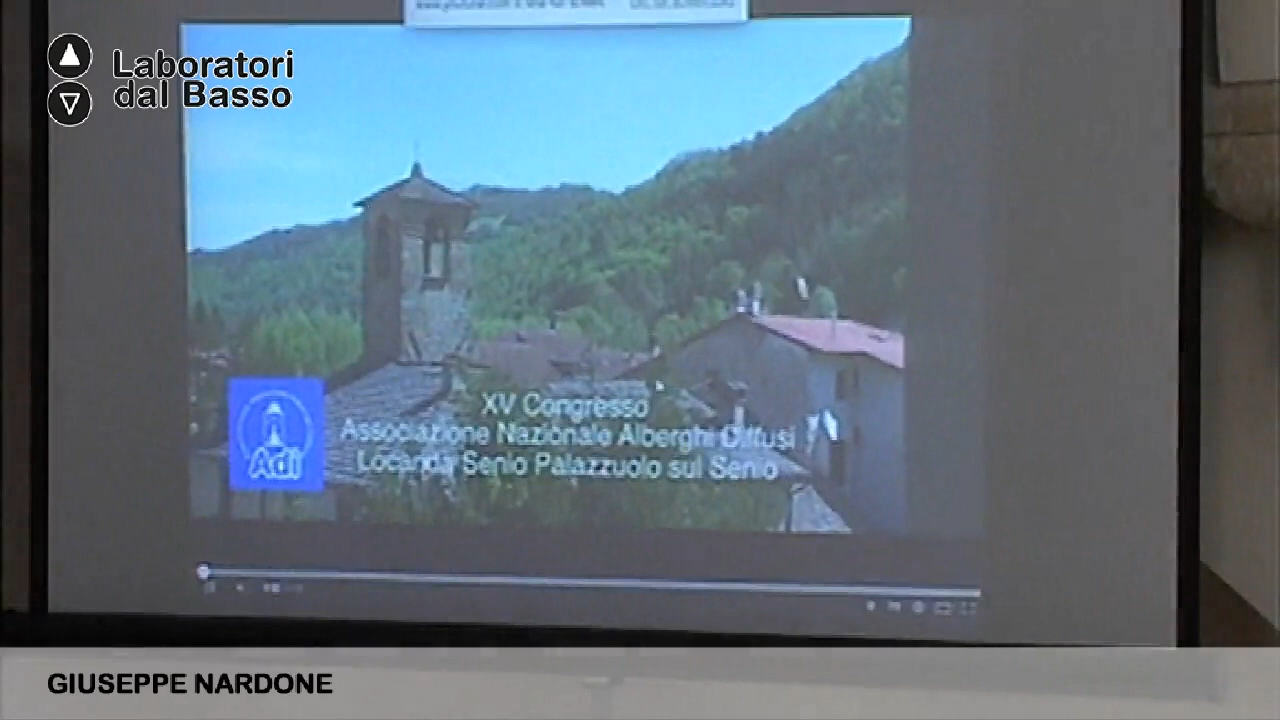 Laboratori
dal Basso
XV Congresso
Associazione Nazionale Alberghi Diffusi
Locanda Senio Palazzuolo sul Senio
Adi
GIUSEPPE NARDONE